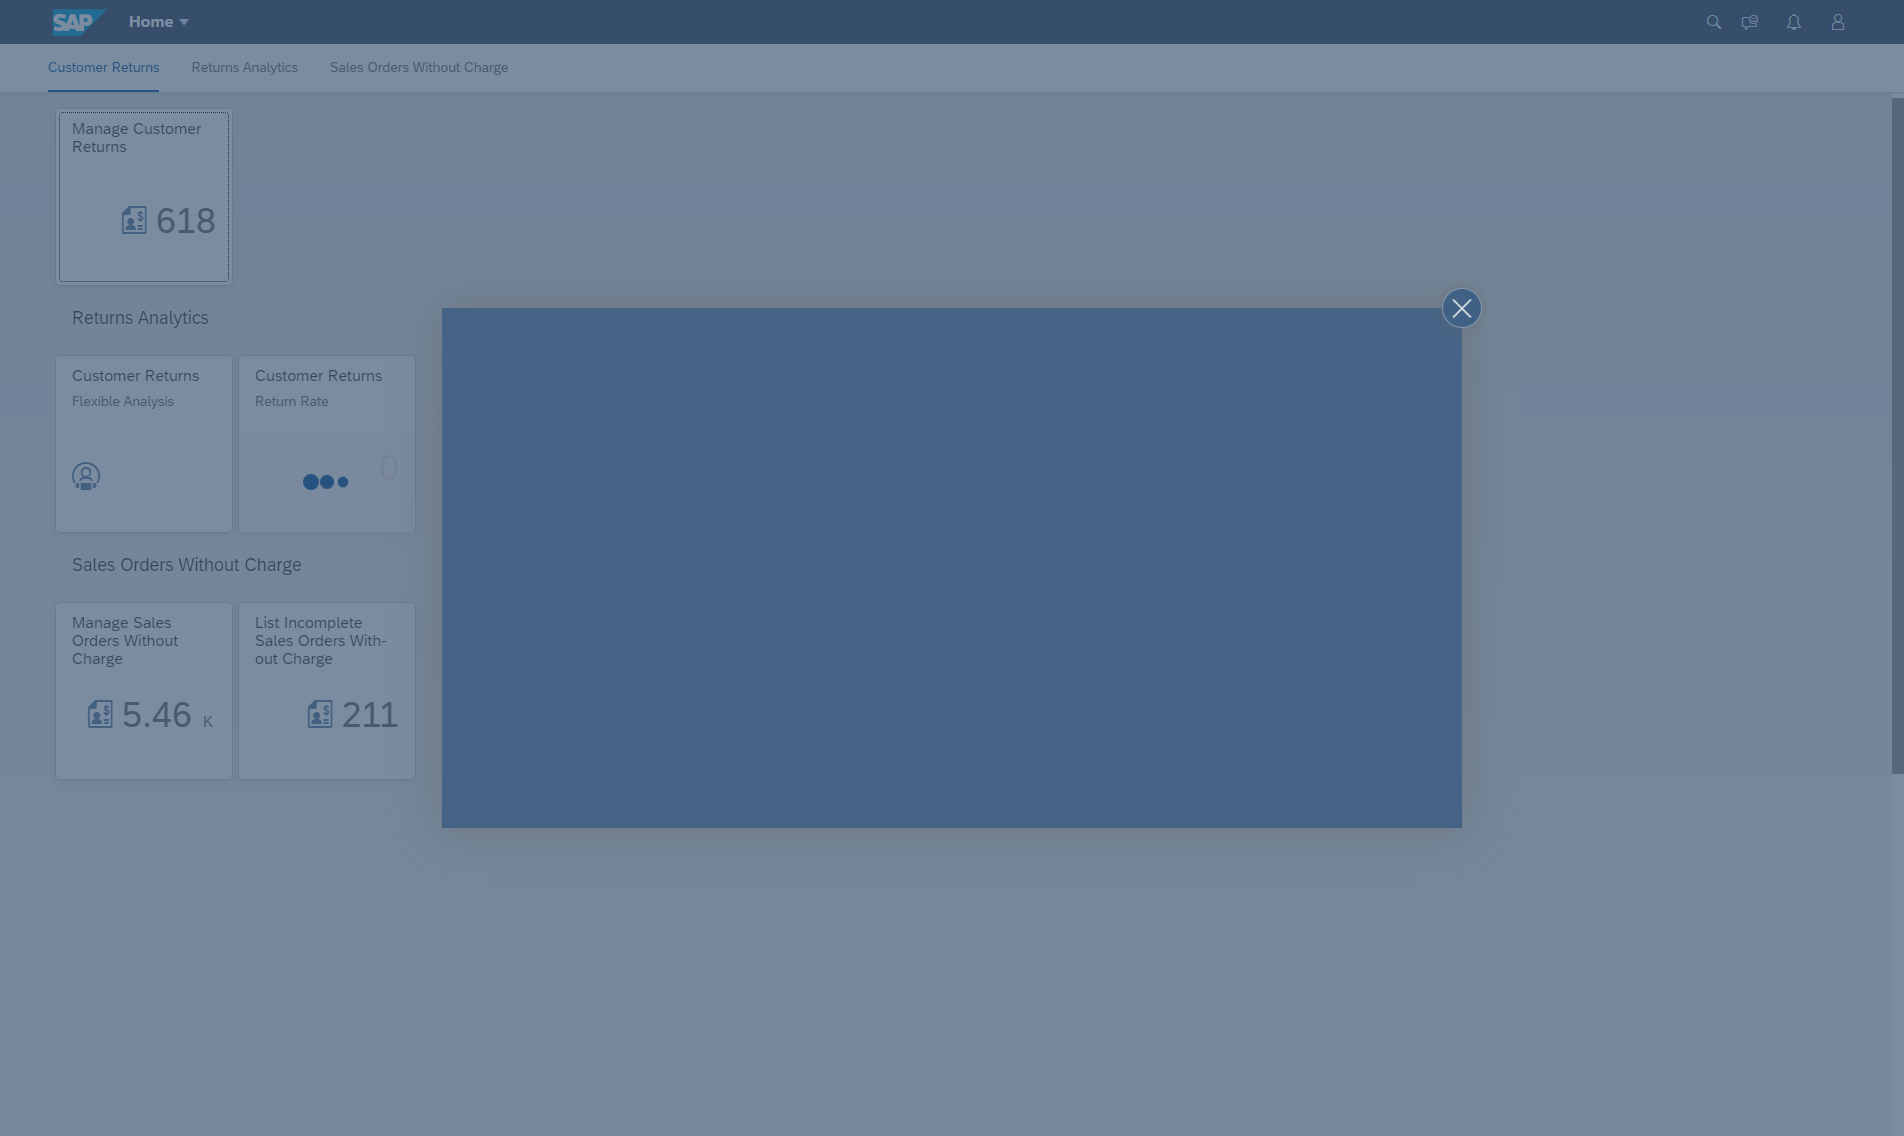 SAP
Home
Customer Returns
Returns Analytics
Sales Orders Without Charge
Manage Customer
Returns
618
Returns Analytics
Customer Returns
Flexible Analysis
Customer Returns
Return Rate
0
Sales Orders Without Charge
Manage Sales
Orders Without
Charge
5.46 K
List Incomplete
Sales Orders With-
out Charge
211